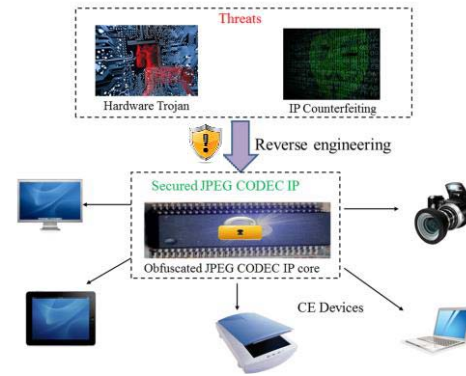 Threats
Hardware Trojan
IP Counterfeiting
Reverse engineering
Secured JPEG CODEC IP
Obfuscated JPEG CODEC IP core
CE Devices